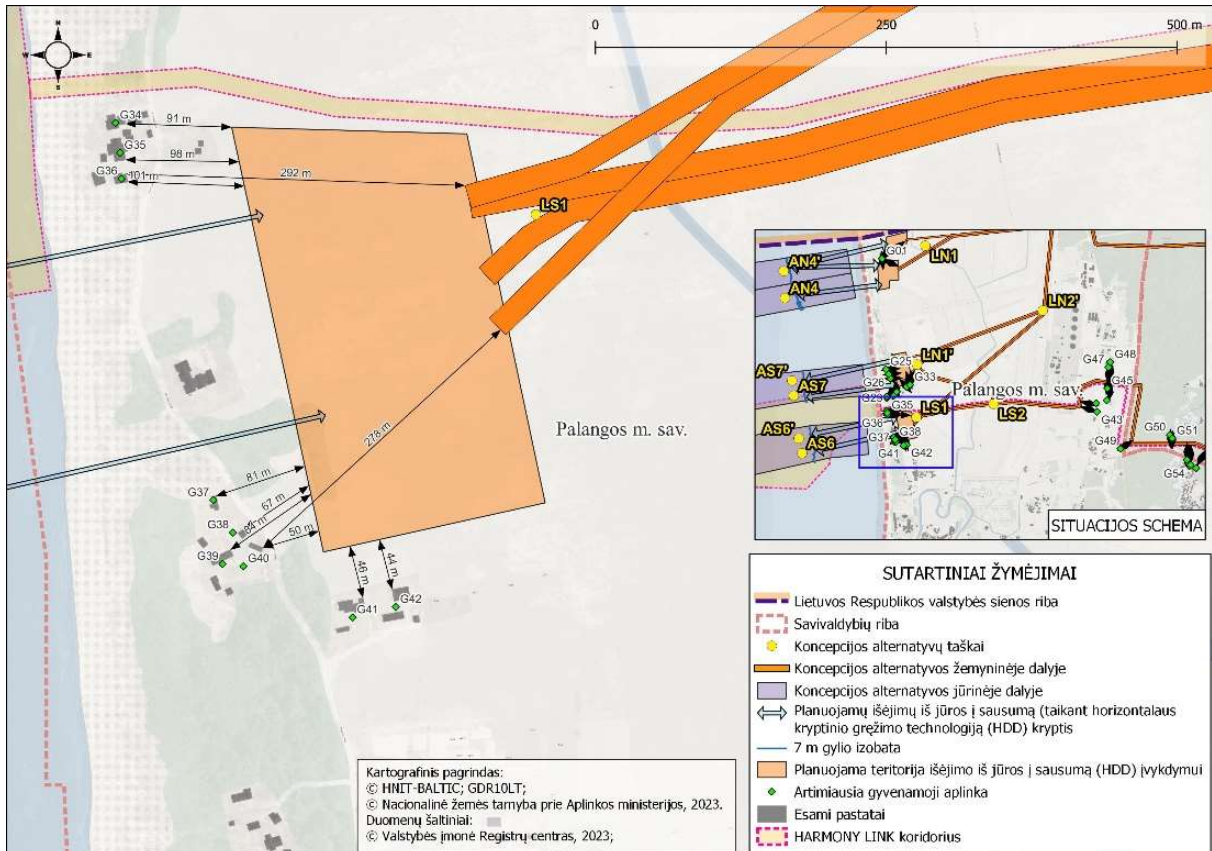 N
W
E
S
0
250
500 m
G34
91 m
G35
98 m
G36
101 m
292 m
LS1
278 m
Palangos m. sav.
81 m
G37
67 m
G38
84 m
50 m
G39
G40
46 m
44 m
G41
G42
AN4'
G01
LN1
AN4
LN2'
G25
LN1'
G47
G48
AS7'
G26
G33
AS7
Palangos m. sav.
G45
G29
G35
LS1
LS2
G43
AS6'
G36
G38
G37
G50
G51
AS6
G49
G41
G42
G54
SITUACIJOS SCHEMA
SUTARTINIAI ŽYMĖJIMAI
Lietuvos Respublikos valstybės sienos riba
Savivaldybių riba
Koncepcijos alternatyvų taškai
Koncepcijos alternatyvos žemyninėje dalyje
Koncepcijos alternatyvos jūrinėje dalyje
Planuojamų išėjimų iš jūros į sausumą (taikant horizontalaus
kryptinio gręžimo technologiją (HDD) kryptis
7 m gylio izobata
Planuojama teritorija išėjimo iš jūros į sausumą (HDD) įvykdymui
Artimiausia gyvenamoji aplinka
Esami pastatai
HARMONY LINK koridorius
Kartografinis pagrindas:
© HNIT-BALTIC; GDR10LT;
© Nacionalinė žemės tarnyba prie Aplinkos ministerijos, 2023.
Duomenų šaltiniai:
© Valstybės įmonė Registrų centras, 2023;